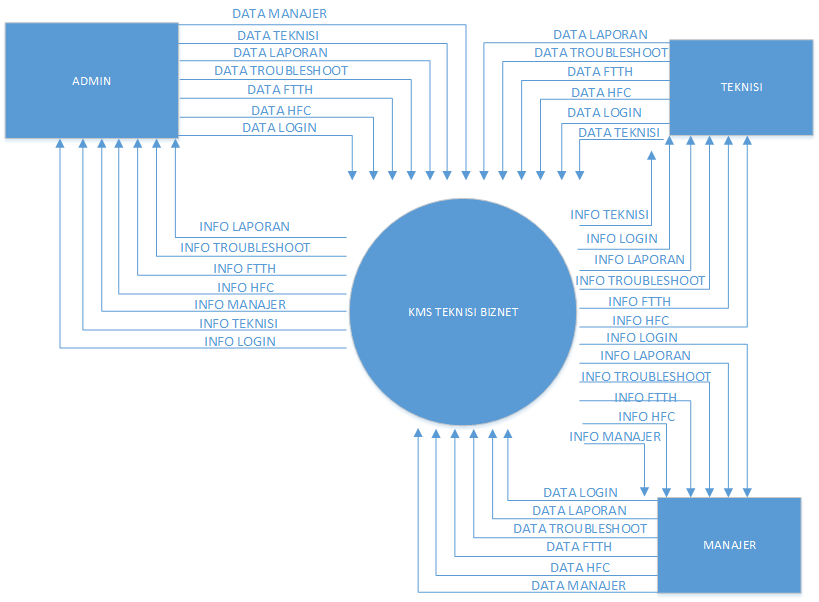 DATA MANAJER
DATA TEKNISI
DATA LAPORAN
DATA TROUBLESHOOT
DATA FTTH
DATA HFC
DATA LOGIN
ADMIN
DATA LAPORAN
DATA TROUBLESHOOT
DATA FTTH
DATA HFC
DATA LOGIN
DATA TEKNISI
TEKNISI
INFO LAPORAN
INFO TROUBLESHOOT
INFO FTTH
INFO HFC
INFO MANAJER
INFO TEKNISI
INFO LOGIN
KMS TEKNISI BIZNET
INFO TEKNISI
INFO LOGIN
INFO LAPORAN
INFO TROUBLESHOOT
INFO FTTH
INFO HFC
INFO LOGIN
INFO LAPORAN
INFO TROUBLESHOOT
INFO FTTH
INFO HFC
INFO MANAJER
DATA LOGIN
DATA LAPORAN
DATA TROUBLESHOOT
DATA FTTH
DATA HFC
DATA MANAJER
MANAJER